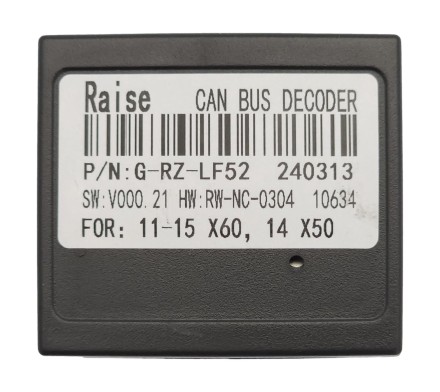 Raise CAN BUS DECODER
P/N:G-RZ-LF52 240313
SW:V000.21 HW:RW-NC-0304 10634
FOR: 11-15 X60, 14 X50